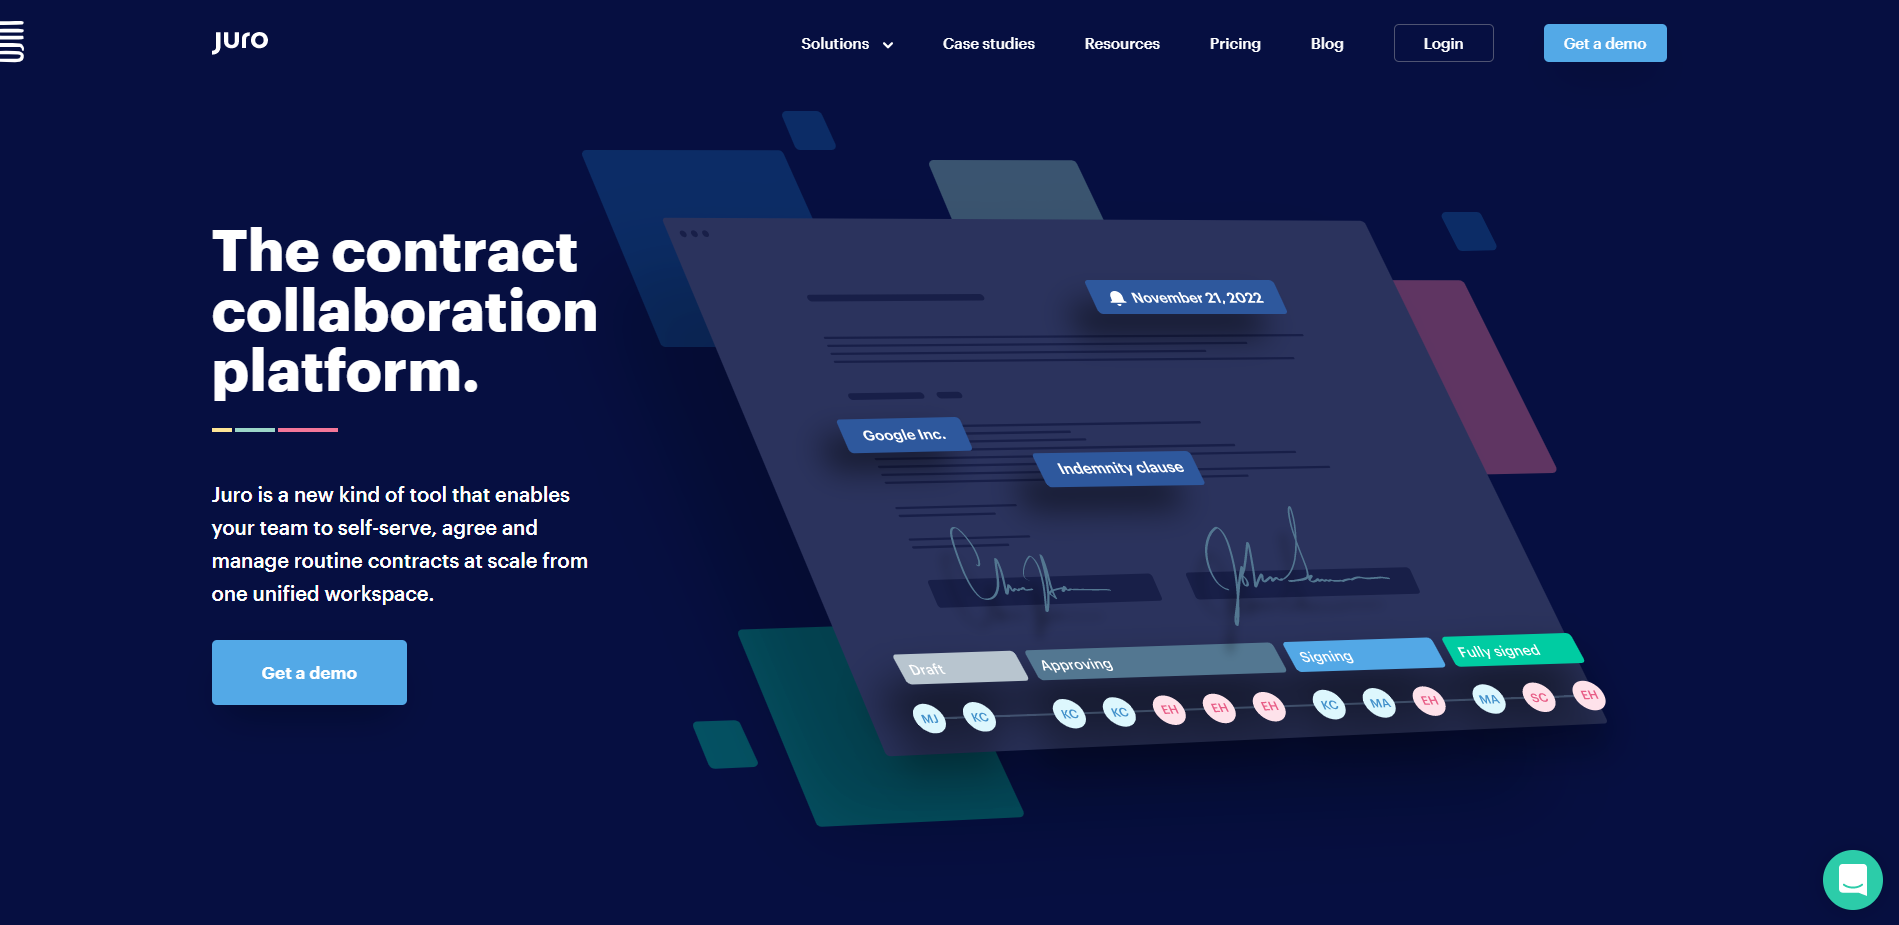 Juro
Solutions
Case studies
Resources
Pricing
Blog
Login
Get a demo
The contract
collaboration
platform.
Juro is a new kind of tool that enables
your team to self-serve, agree and
manage routine contracts at scale from
one unified workspace.
Get a demo
November 21, 2022
Google Inc.
Indemnity clause
Draft
Approving
Signing
Fully signed
MJ KC KC KC EH EH EH KC MA EH MA SC EH